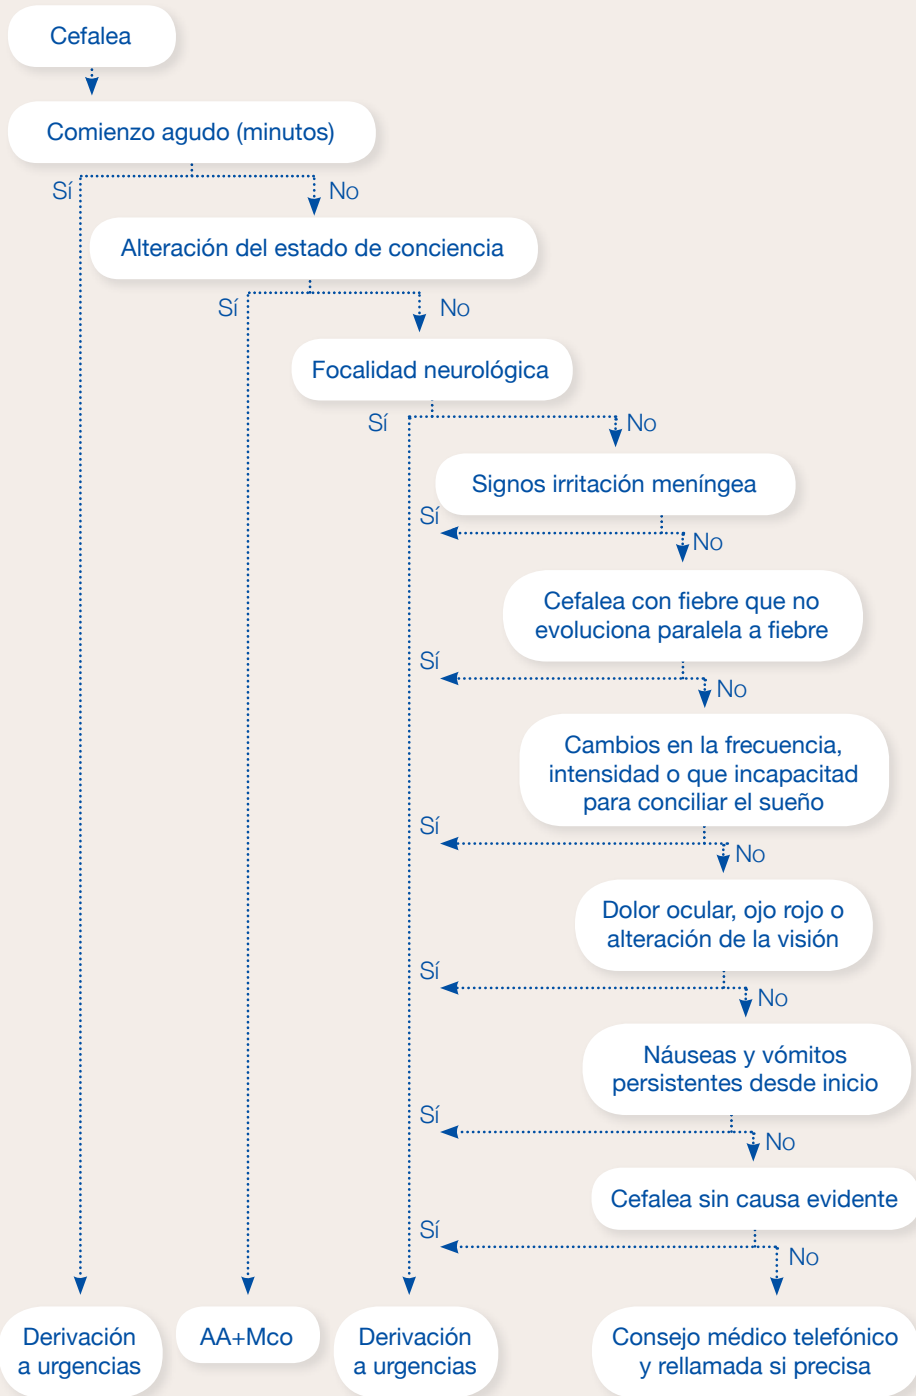 Cefalea
Comienzo agudo (minutos)
Sí
No
Alteración del estado de conciencia
Sí
No
Focalidad neurológica
Sí
No
Signos irritación meníngea
Sí
No
Cefalea con fiebre que no
evoluciona paralela a fiebre
Sí
No
Cambios en la frecuencia,
intensidad o que incapacitad
para conciliar el sueño
Sí
No
Dolor ocular, ojo rojo o
alteración de la visión
Sí
No
Náuseas y vómitos
persistentes desde inicio
Sí
No
Cefalea sin causa evidente
Sí
No
Derivación
a urgencias
AA+Mco
Derivación
a urgencias
Consejo médico telefónico
y rellamada si precisa